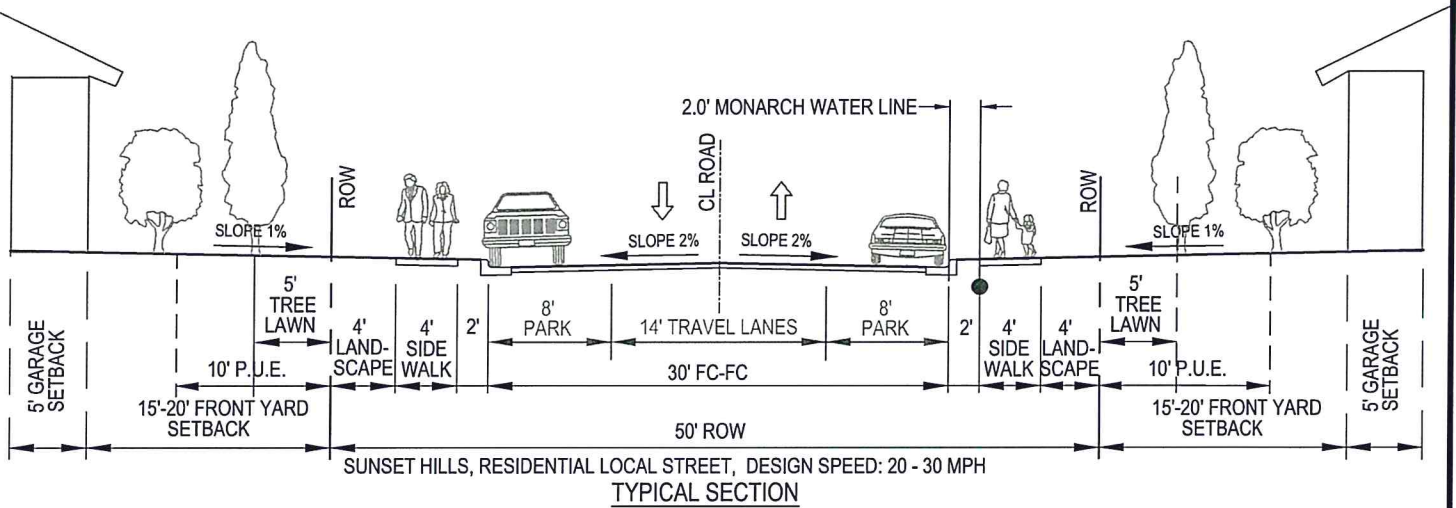 2.0' MONARCH WATER LINE
ROW
CL ROAD
ROW
SLOPE 1%
SLOPE 2%
SLOPE 2%
SLOPE 1%
5' GARAGE
SETBACK
5'
TREE
LAWN
10' P.U.E.
15'-20' FRONT YARD
SETBACK
4'
LAND-
SCAPE
4'
SIDE
WALK
2'
8'
PARK
14' TRAVEL LANES
8'
PARK
30' FC-FC
2'
4'
SIDE
WALK
4'
LAND-
SCAPE
5'
TREE
LAWN
10' P.U.E.
15'-20' FRONT YARD
SETBACK
5' GARAGE
SETBACK
50' ROW
SUNSET HILLS, RESIDENTIAL LOCAL STREET, DESIGN SPEED: 20 - 30 MPH
TYPICAL SECTION